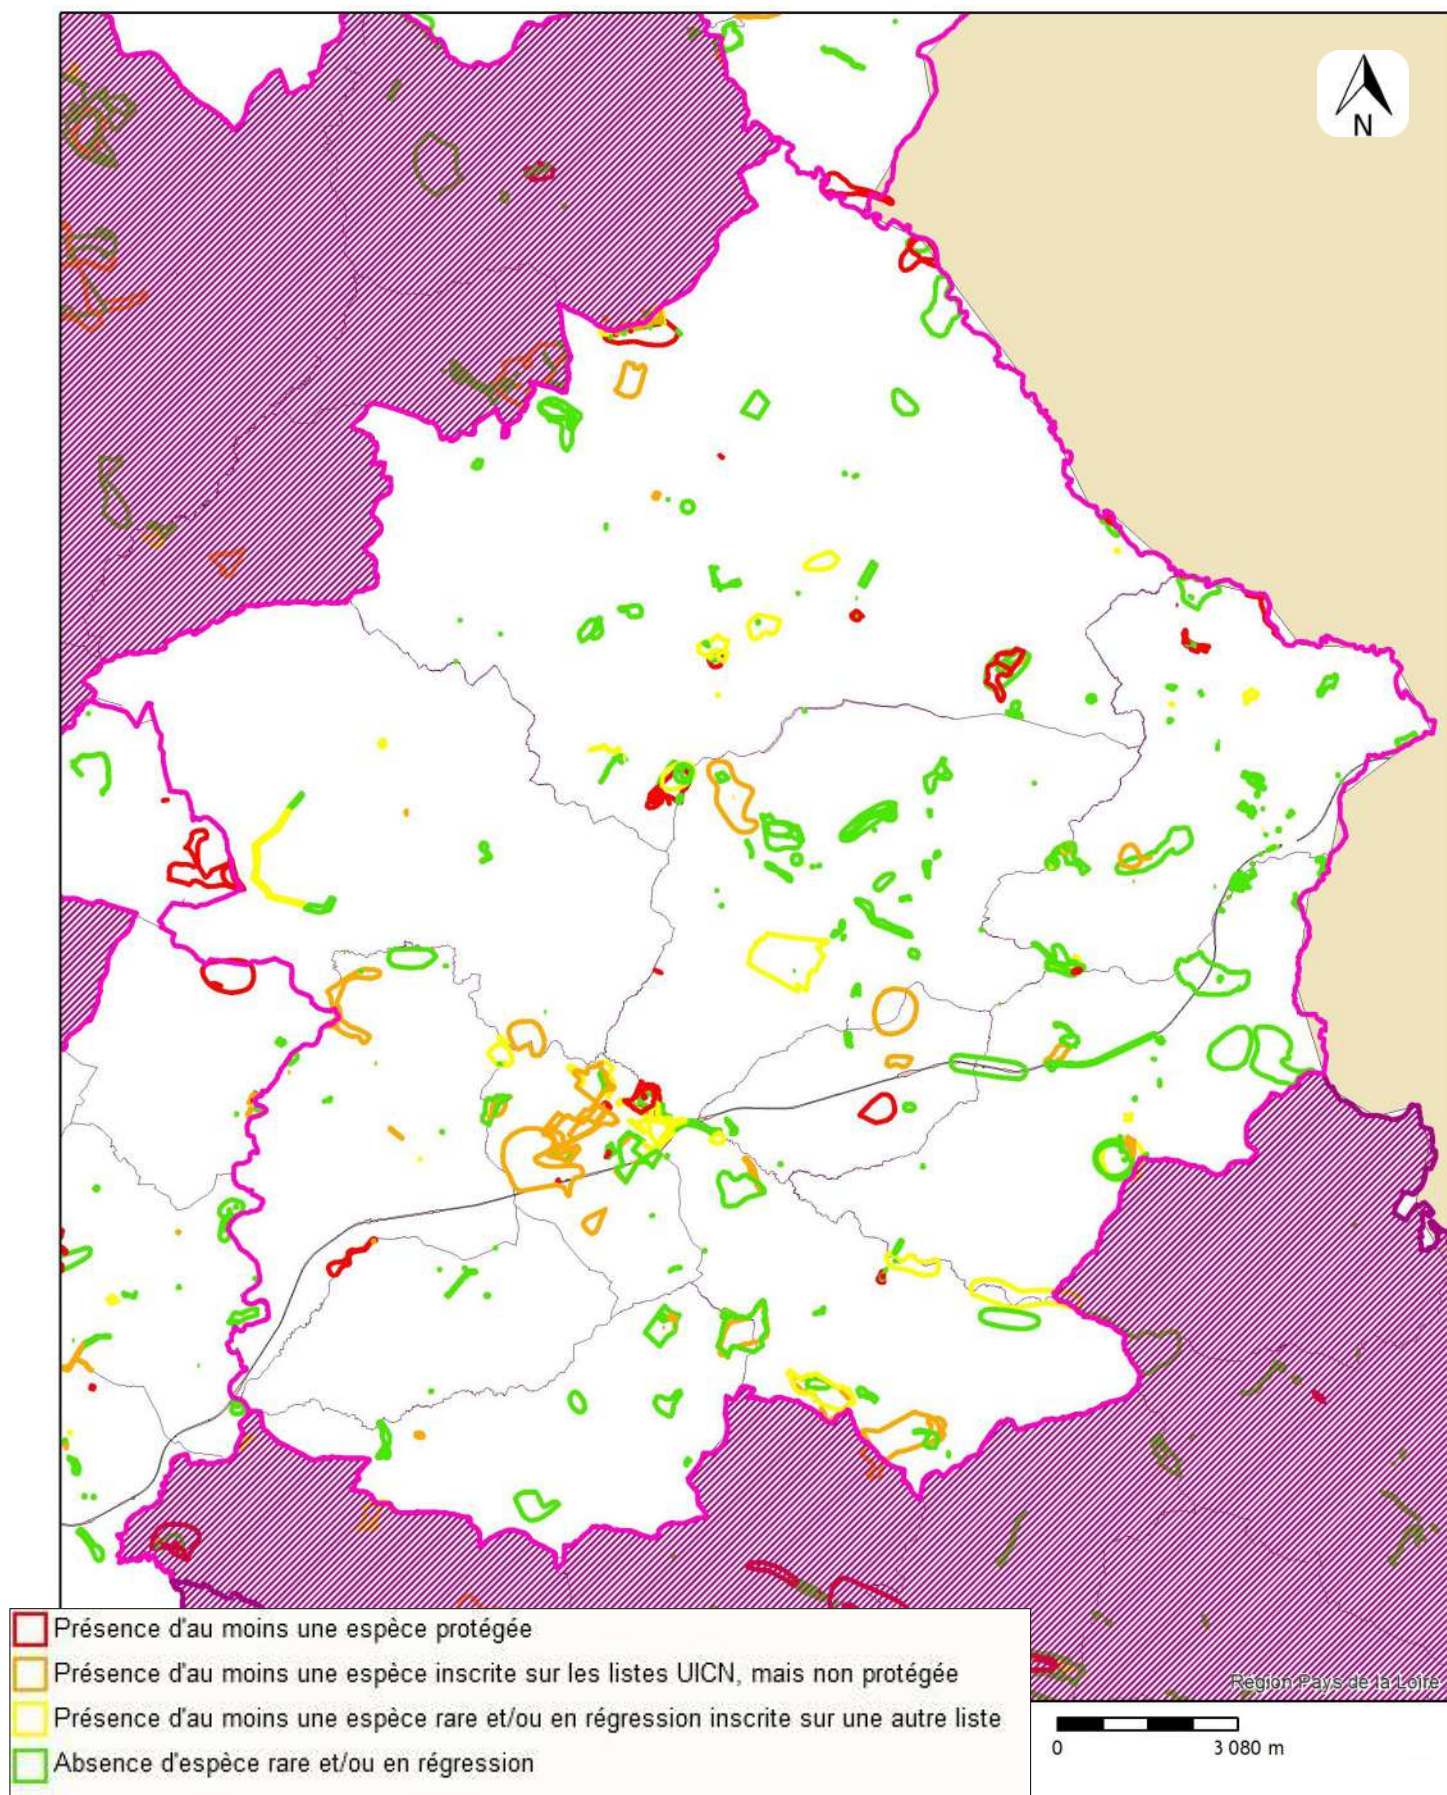 N
Présence d'au moins une espèce protégée
Présence d'au moins une espèce inscrite sur les listes UICN, mais non protégée
Présence d'au moins une espèce rare et/ou en régression inscrite sur une autre liste
Absence d'espèce rare et/ou en régression
Région Pays de la Loire
0 3 080 m